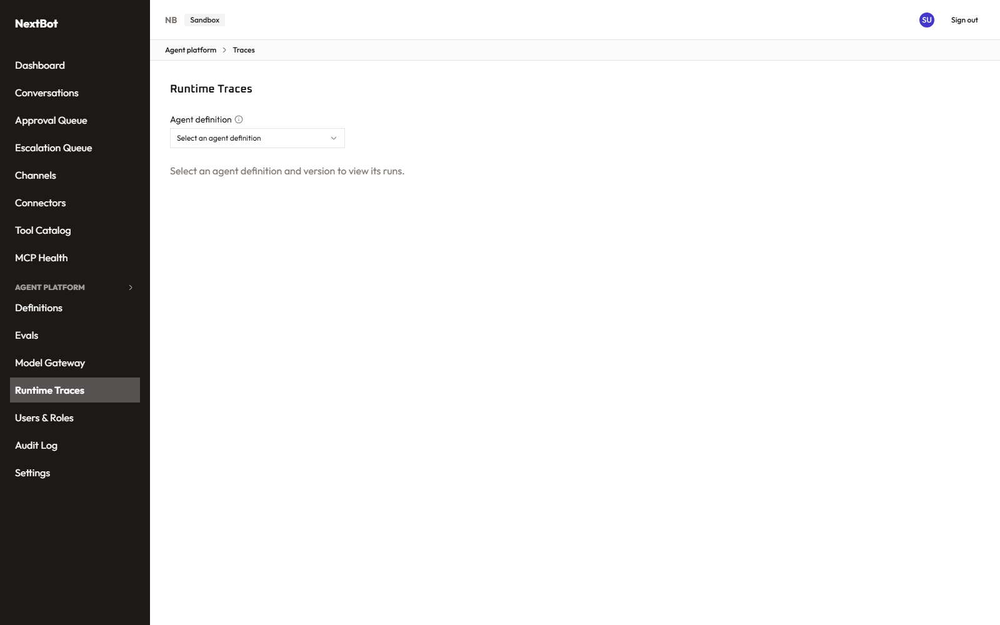 NextBot
Dashboard
Conversations
Approval Queue
Escalation Queue
Channels
Connectors
Tool Catalog
MCP Health
AGENT PLATFORM
Definitions
Evals
Model Gateway
Runtime Traces
Users & Roles
Audit Log
Settings
NB Sandbox
SU Sign out
Agent platform Traces
Runtime Traces
Agent definition
Select an agent definition
Select an agent definition and version to view its runs.